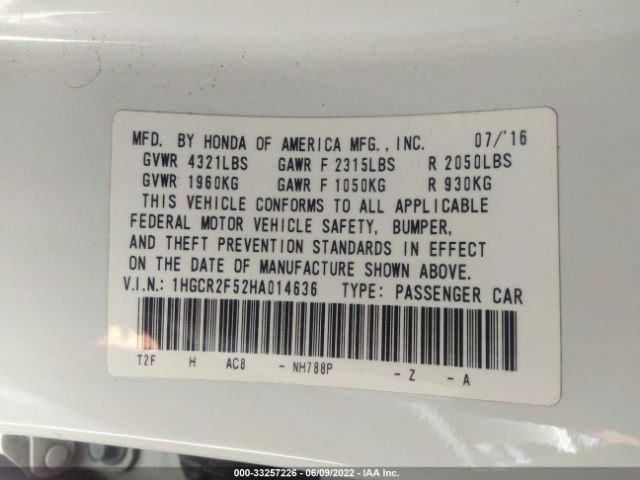 MFD. BY HONDA OF AMERICA MFG., INC. 07/'16
GVWR 4321LBS GAWR F 2315LBS R 2050LBS
GVWR 1960KG GAWR F 1050KG R 930KG
THIS VEHICLE CONFORMS TO ALL APPLICABLE
FEDERAL MOTOR VEHICLE SAFETY, BUMPER,
AND THEFT PREVENTION STANDARDS IN EFFECT
ON THE DATE OF MANUFACTURE SHOWN ABOVE.
V.I.N.: 1HGCR2F52HA014636 TYPE: PASSENGER CAR
T2F H AC8 - NH788P - Z - A
000-33257226 - 06/09/2022 - IAA Inc.